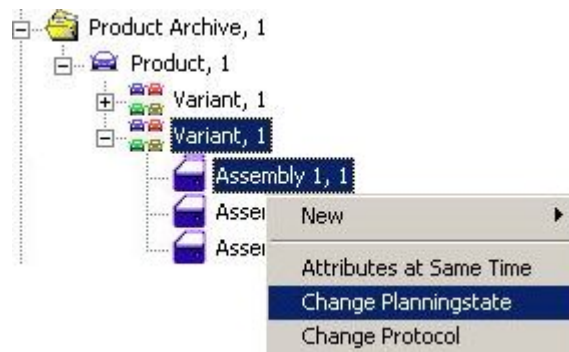 Product Archive, 1
Product, 1
Variant, 1
Variant, 1
Assembly 1, 1
New
Attributes at Same Time
Change Planningstate
Change Protocol